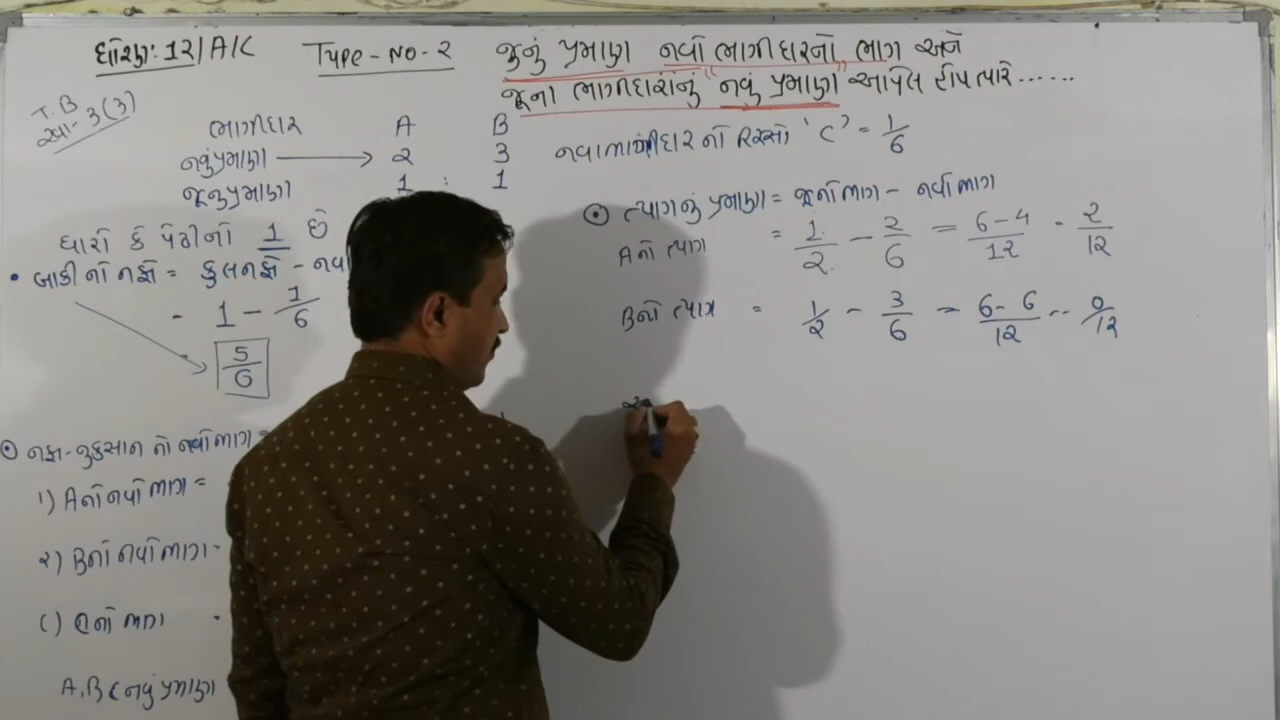 ધોરણ: 12 | A/C
Type - No - 2 જૂનું પ્રમાણ નવા ભાગીદારનો ભાગ અને
જૂના ભાગીદારોનું "નવું પ્રમાણ" આપેલ હોય ત્યારે......
T.B
સ્વા- 3(3)
ભાગીદાર A B
નવું પ્રમાણ → 2 3
જૂનું પ્રમાણ 1 : 1
ધારો કે પેઢીનો 1 છે
• બાકીનો નફો = કુલનફો - નવા
- 1 - 1/6
5/6
⊙ નફા-નુકસાન નો નવો ભાગ =
૧) A નો નવો ભાગ =
૨) B નો નવો ભાગ -
C) C નો ભાગ -
A, B C નવું પ્રમાણ
નવા ભાગીદાર નો હિસ્સો 'C' = 1/6
⊙ ત્યાગનું પ્રમાણ = જૂનો ભાગ - નવો ભાગ
A નો ત્યાગ = 1/2 - 2/6 = 6-4/12 - 2/12
B નો ત્યાગ = 1/2 - 3/6 = 6-6/12 -- 0/12